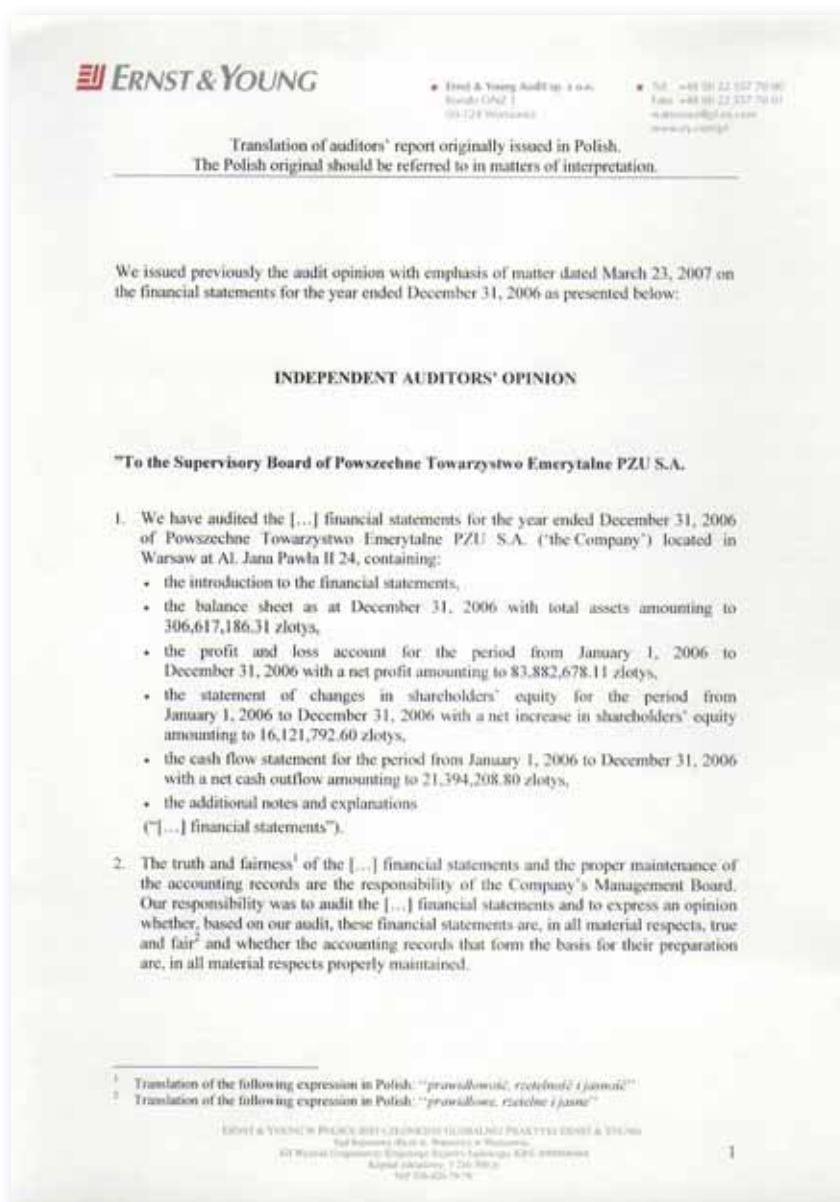 ERNST & YOUNG
Ernst & Young Audit sp. z o.o.
Rondo ONZ 1
00-124 Warszawa
Translation of auditors' report originally issued in Polish.
The Polish original should be referred to in matters of interpretation.
We issued previously the audit opinion with emphasis of matter dated March 23, 2007 on
the financial statements for the year ended December 31, 2006 as presented below:
INDEPENDENT AUDITORS' OPINION
"To the Supervisory Board of Powszechne Towarzystwo Emerytalne PZU S.A.
1. We have audited the […] financial statements for the year ended December 31, 2006
of Powszechne Towarzystwo Emerytalne PZU S.A. ('the Company') located in
Warsaw at Al. Jana Pawła II 24, containing:
• the introduction to the financial statements,
• the balance sheet as at December 31, 2006 with total assets amounting to
306,617,186.31 zlotys,
• the profit and loss account for the period from January 1, 2006 to
December 31, 2006 with a net profit amounting to 83,882,678.11 zlotys,
• the statement of changes in shareholders' equity for the period from
January 1, 2006 to December 31, 2006 with a net increase in shareholders' equity
amounting to 16,121,792.60 zlotys,
• the cash flow statement for the period from January 1, 2006 to December 31, 2006
with a net cash outflow amounting to 21,394,208.80 zlotys,
• the additional notes and explanations
("[…] financial statements").
2. The truth and fairness¹ of the […] financial statements and the proper maintenance of
the accounting records are the responsibility of the Company's Management Board.
Our responsibility was to audit the […] financial statements and to express an opinion
whether, based on our audit, these financial statements are, in all material respects, true
and fair² and whether the accounting records that form the basis for their preparation
are, in all material respects properly maintained.
1 Translation of the following expression in Polish: "prawidłowość, rzetelność i jasność"
2 Translation of the following expression in Polish: "prawidłowe, rzetelne i jasne"
1